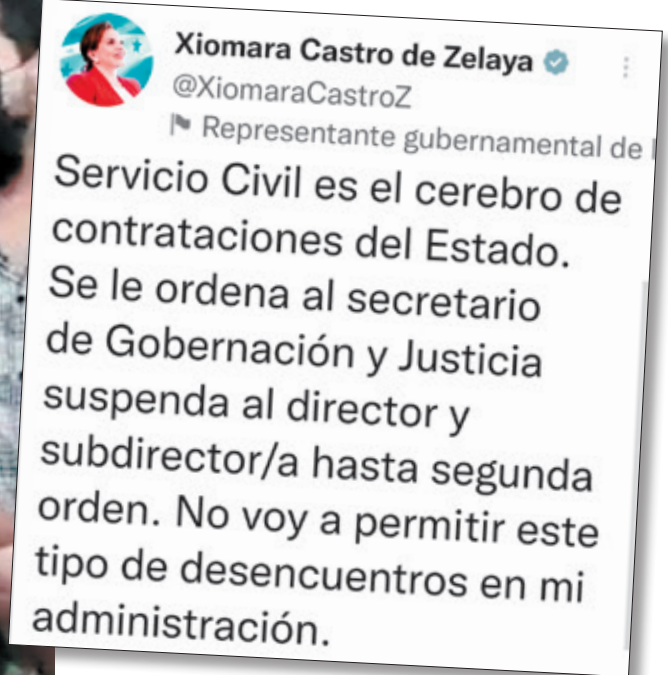 Xiomara Castro de Zelaya
@XiomaraCastroZ
Representante gubernamental de
Servicio Civil es el cerebro de
contrataciones del Estado.
Se le ordena al secretario
de Gobernación y Justicia
suspenda al director y
subdirector/a hasta segunda
orden. No voy a permitir este
tipo de desencuentros en mi
administración.